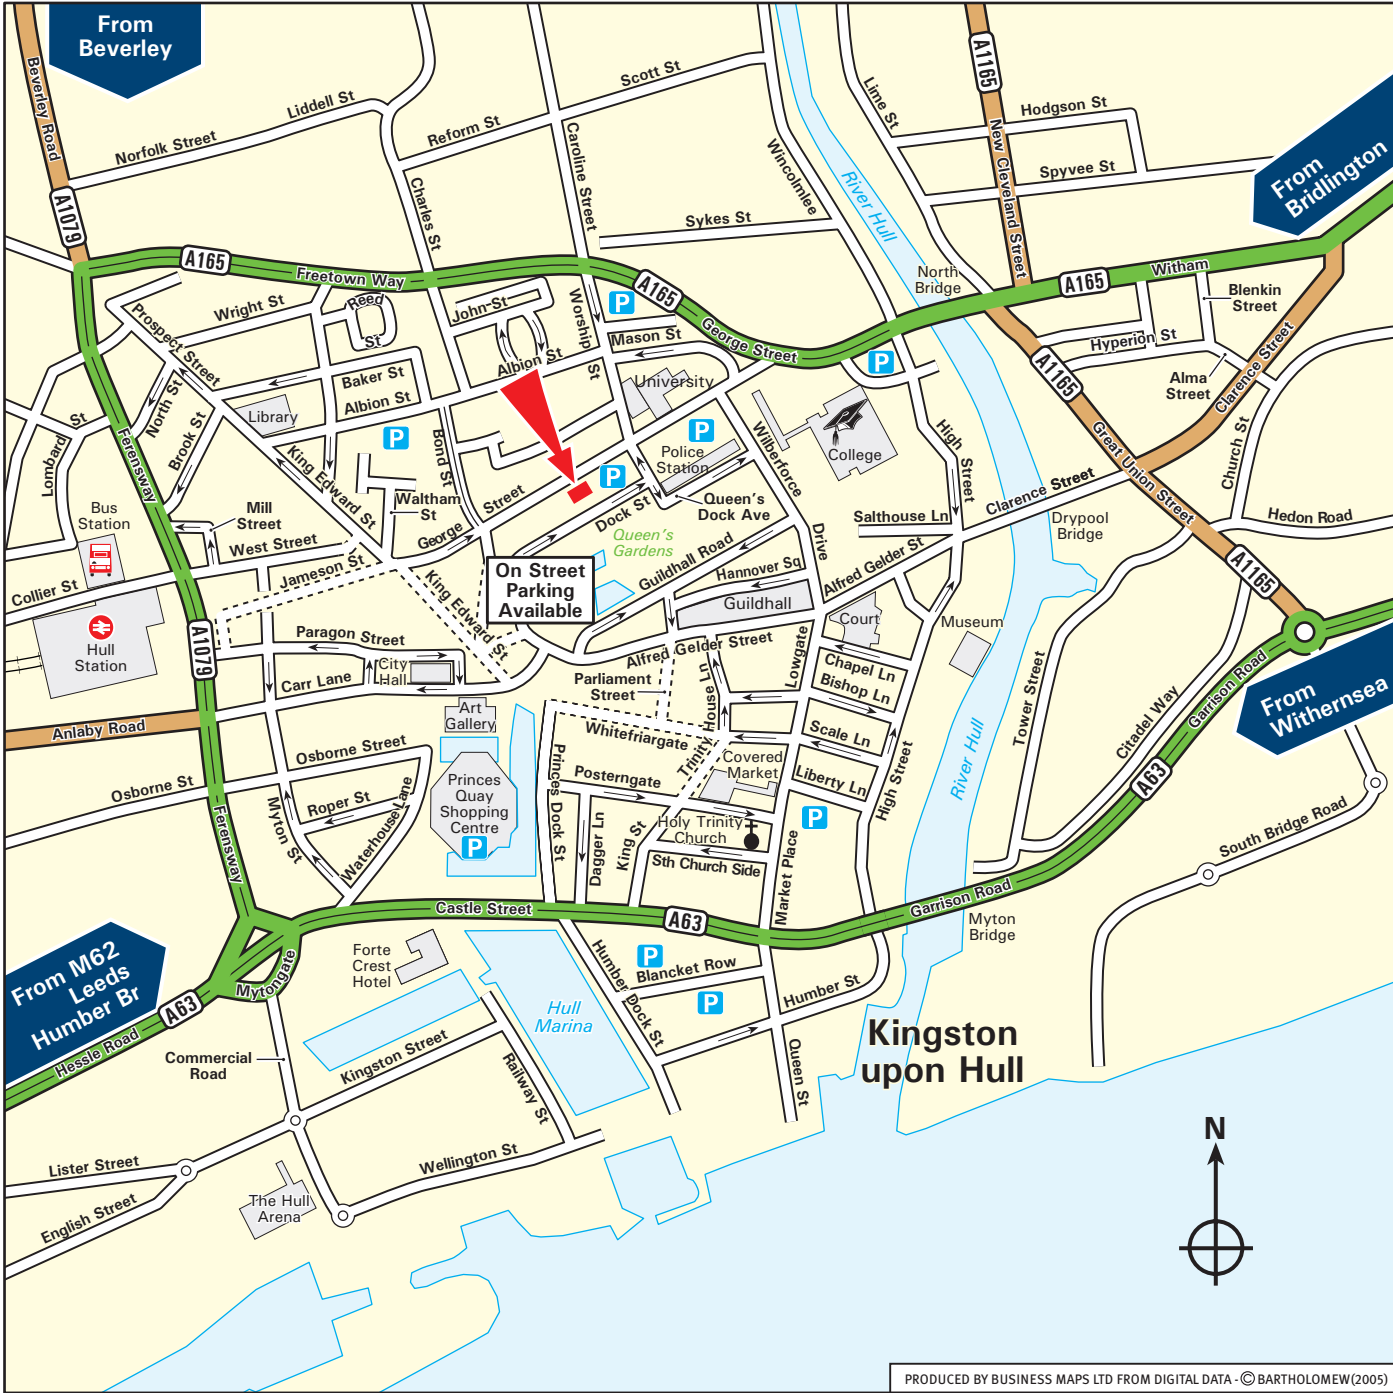 From
Beverley
Beverley Road
A1079
Norfolk Street
Liddell St
Reform St
Scott St
Caroline Street
Charles St
Wincolmlee
Sykes St
River Hull
Lime St
A1165
New Cleveland Street
Hodgson St
Spyvee St
From
Bridlington
A165
Freetown Way
A165
George Street
North
Bridge
A165
Witham
Blenkin
Street
Hyperion St
Alma
Street
Clarence Street
Church St
A1165
Great Union Street
Prospect Street
Wright St
Reed
St
John St
Worship St
Mason St
P
P
Albion St
University
Baker St
Albion St
Library
North St
Brook St
Lombard St
Ferensway
P
Bond St
P
Police
Station
P
Wilberforce
Drive
College
High
Street
Clarence Street
Drypool
Bridge
Hedon Road
Bus
Station
Mill
Street
King Edward St
Waltham
St
George Street
Dock St
Queen's
Dock Ave
Salthouse Ln
West Street
Jameson St
Collier St
Queen's
Gardens
On Street
Parking
Available
Guildhall Road
Hannover Sq
Guildhall
Alfred Gelder St
A1165
Hull
Station
A1079
King Edward St
Paragon Street
City
Hall
Carr Lane
Alfred Gelder Street
Parliament
Street
Lowgate
Court
Museum
Chapel Ln
Bishop Ln
Scale Ln
Liberty Ln
Tower Street
Citadel Way
Garrison Road
A63
From
Withernsea
Anlaby Road
Art
Gallery
Whitefriargate
Trinity House Ln
Covered
Market
High Street
River Hull
Osborne Street
Osborne St
Roper St
Myton St
Waterhouse Lane
Princes
Quay
Shopping
Centre
P
Princes Dock St
Posterngate
Dagger Ln
King St
Holy Trinity
Church
Sth Church Side
Market Place
P
South Bridge Road
Ferensway
Castle Street
A63
Garrison Road
Myton
Bridge
From M62
Leeds
Humber Br
Hessle Road
A63
Mytongate
Forte
Crest
Hotel
Humber Dock St
P
Blancket Row
P
Humber St
Queen St
Hull
Marina
Kingston
upon Hull
Commercial
Road
Kingston Street
Railway St
Wellington St
Lister Street
English Street
The Hull
Arena
N
PRODUCED BY BUSINESS MAPS LTD FROM DIGITAL DATA - © BARTHOLOMEW(2005)